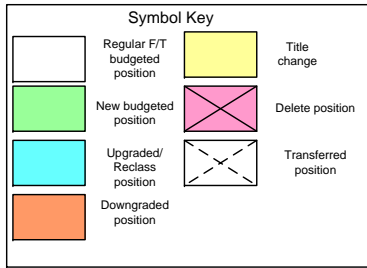 Symbol Key
Regular F/T
budgeted
position
New budgeted
position
Upgraded/
Reclass
position
Downgraded
position
Title
change
Delete position
Transferred
position